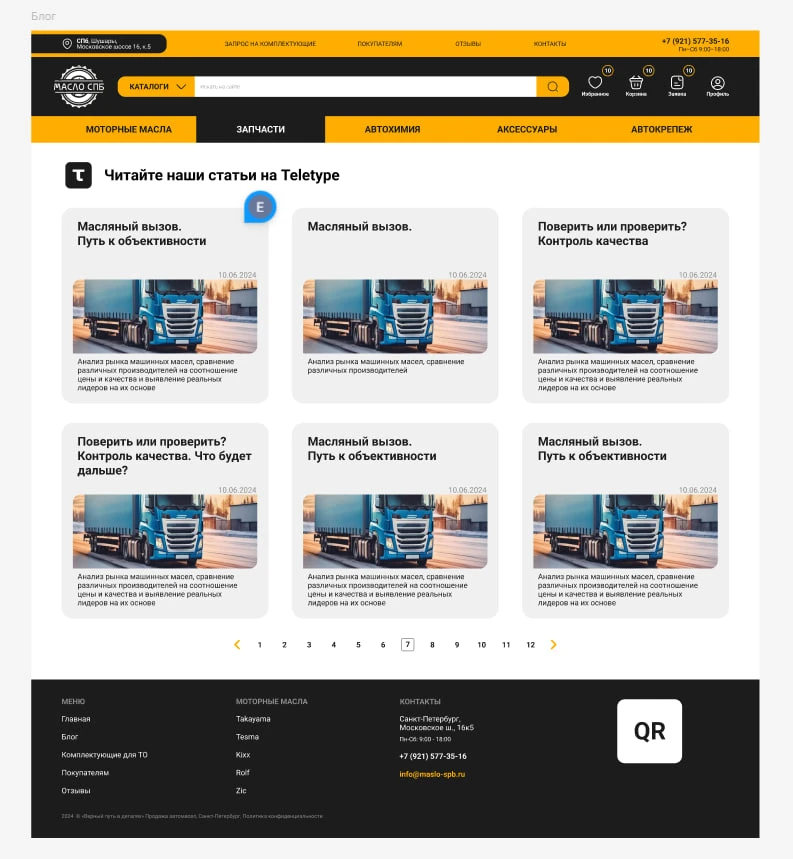 Блог
СПб, Шушары,
Московское шоссе 16, к.5
ЗАПРОС НА КОМПЛЕКТУЮЩИЕ
ПОКУПАТЕЛЯМ
ОТЗЫВЫ
КОНТАКТЫ
+7 (921) 577-35-16
Пн-Сб 9:00-18:00
МАСЛО СПБ
КАТАЛОГИ
Искать на сайте
10
Избранное
10
Корзина
10
Заявка
Профиль
МОТОРНЫЕ МАСЛА
ЗАПЧАСТИ
АВТОХИМИЯ
АКСЕССУАРЫ
АВТОКРЕПЕЖ
Читайте наши статьи на Teletype
E
Масляный вызов.
Путь к объективности
10.06.2024
Анализ рынка машинных масел, сравнение
различных производителей на соотношение
цены и качества и выявление реальных
лидеров на их основе
Масляный вызов.
10.06.2024
Анализ рынка машинных масел, сравнение
различных производителей
Поверить или проверить?
Контроль качества
10.06.2024
Анализ рынка машинных масел, сравнение
различных производителей на соотношение
цены и качества и выявление реальных
лидеров на их основе
Поверить или проверить?
Контроль качества. Что будет
дальше?
10.06.2024
Анализ рынка машинных масел, сравнение
различных производителей на соотношение
цены и качества и выявление реальных
лидеров на их основе
Масляный вызов.
Путь к объективности
10.06.2024
Анализ рынка машинных масел, сравнение
различных производителей на соотношение
цены и качества и выявление реальных
лидеров на их основе
Масляный вызов.
Путь к объективности
10.06.2024
Анализ рынка машинных масел, сравнение
различных производителей на соотношение
цены и качества и выявление реальных
лидеров на их основе
1 2 3 4 5 6 7 8 9 10 11 12
МЕНЮ
Главная
Блог
Комплектующие для ТО
Покупателям
Отзывы
МОТОРНЫЕ МАСЛА
Takayama
Tesma
Kixx
Rolf
Zic
КОНТАКТЫ
Санкт-Петербург,
Московское ш., 16к5
Пн-Сб: 9:00 - 18:00
+7 (921) 577-35-16
info@maslo-spb.ru
QR
2024 © «Верный путь в деталях» Продажа автомасел. Санкт-Петербург. Политика конфиденциальности